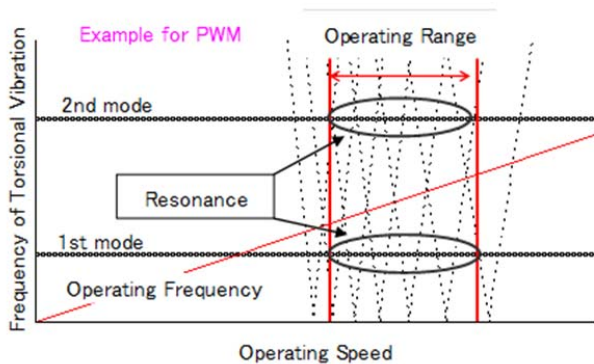 Example for PWM
Operating Range
2nd mode
Resonance
1st mode
Operating Frequency
Frequency of Torsional Vibration
Operating Speed